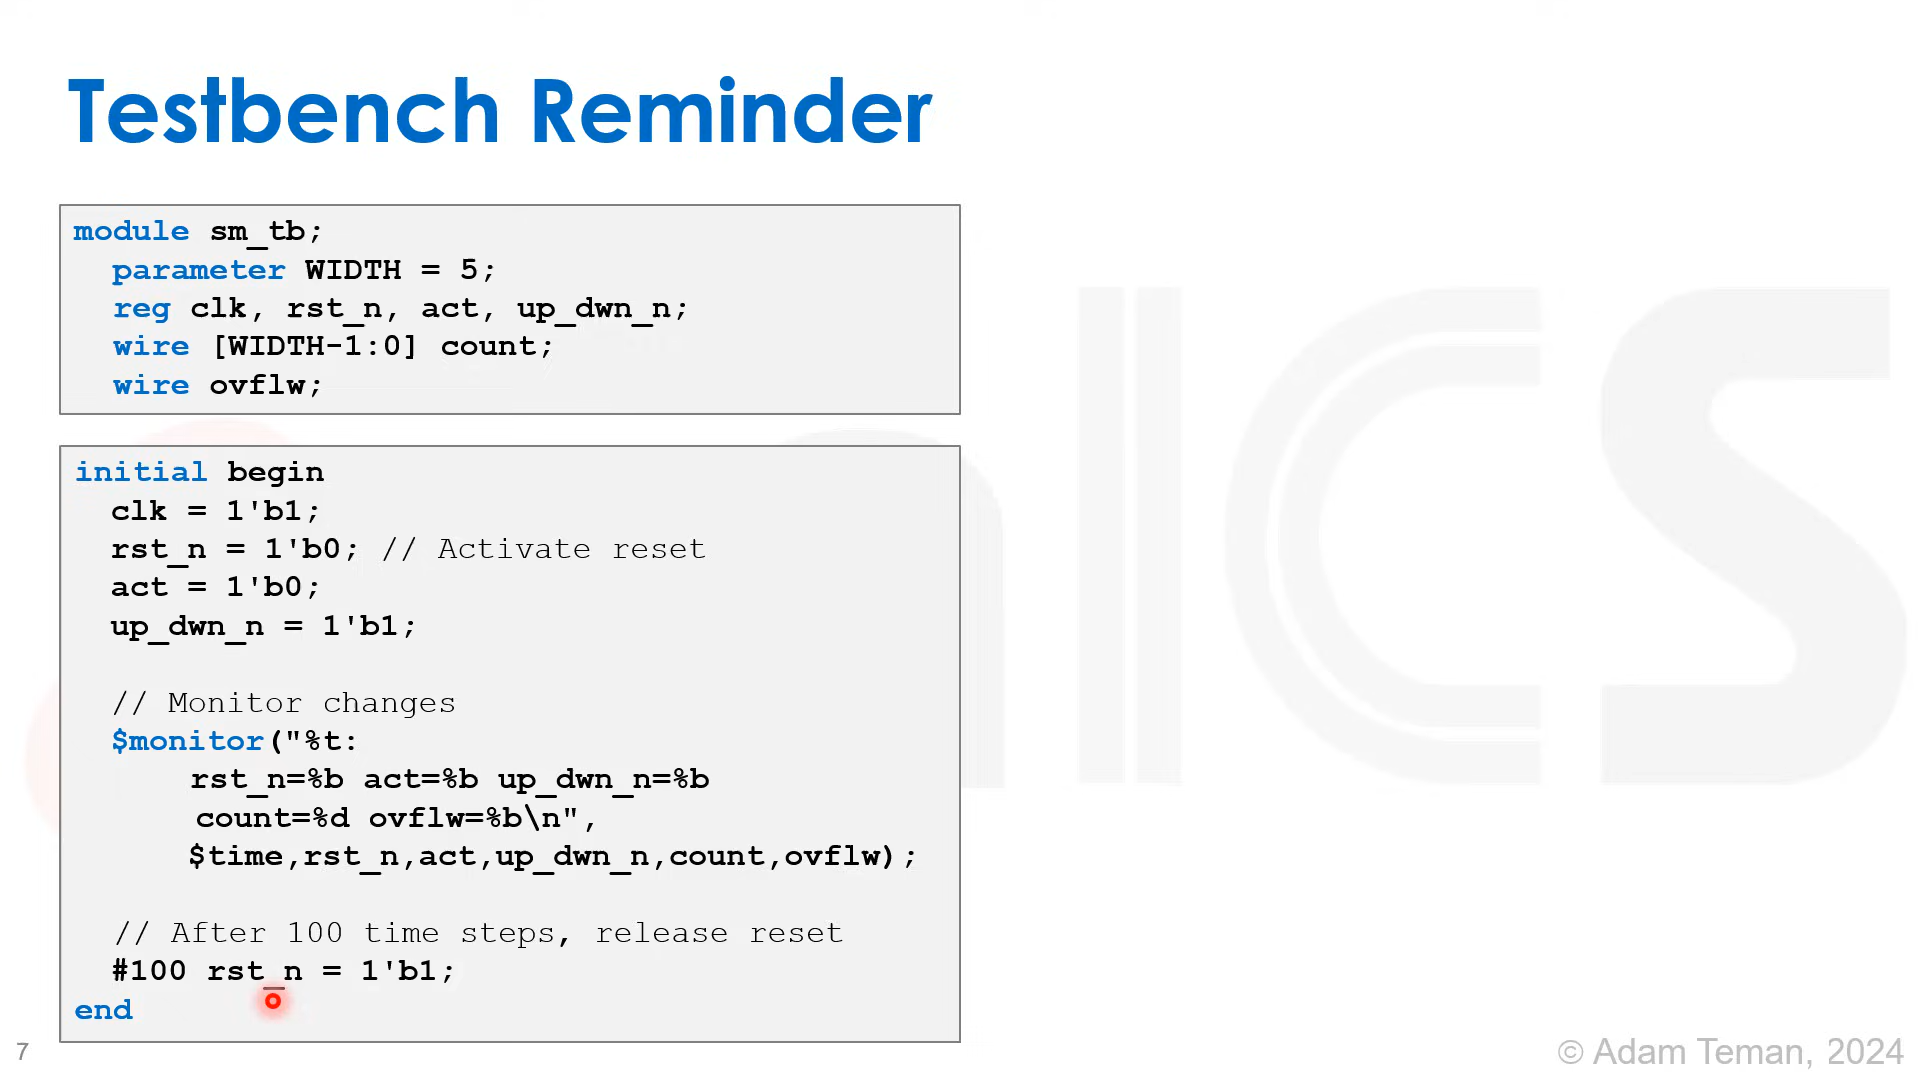 Testbench Reminder
module sm_tb;
parameter WIDTH = 5;
reg clk, rst_n, act, up_dwn_n;
wire [WIDTH-1:0] count;
wire ovflw;
initial begin
clk = 1'b1;
rst_n = 1'b0; // Activate reset
act = 1'b0;
up_dwn_n = 1'b1;
// Monitor changes
$monitor("%t:
rst_n=%b act=%b up_dwn_n=%b
count=%d ovflw=%b\n",
$time,rst_n,act,up_dwn_n,count,ovflw);
// After 100 time steps, release reset
#100 rst_n = 1'b1;
end
7
© Adam Teman, 2024
nICS